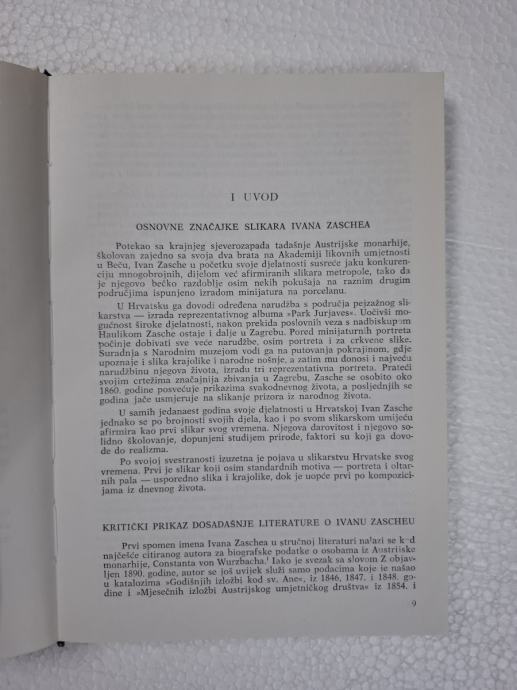 I UVOD
OSNOVNE ZNAČAJKE SLIKARA IVANA ZASCHEA
Potekao sa krajnjeg sjeverozapada tadašnje Austrijske monarhije,
školovan zajedno sa svoja dva brata na Akademiji likovnih umjetnosti
u Beču, Ivan Zasche u početku svoje djelatnosti susreće jaku konkuren-
ciju mnogobrojnih, dijelom već afirmiranih slikara metropole, tako da
je njegovo bečko razdoblje osim nekih pokušaja na raznim drugim
područjima ispunjeno izradom minijatura na porculanu.
U Hrvatsku ga dovodi određena narudžba s područja pejzažnog sli-
karstva — izrada reprezentativnog albuma »Park Jurjaves«. Uočivši mo-
gućnost široke djelatnosti, nakon prekida poslovnih veza s nadbiskupom
Haulikom Zasche ostaje i dalje u Zagrebu. Pored minijaturnih portreta
počinje dobivati sve veće narudžbe, osim portreta i za crkvene slike.
Suradnja s Narodnim muzejom vodi ga na putovanja pokrajinom, gdje
upoznaje i slika krajolike i narodne nošnje, a zatim mu donosi i najveću
narudžbinu njegova života, izradu tri reprezentativna portreta. Prateći
svojim crtežima značajnija zbivanja u Zagrebu, Zasche se osobito oko
1860. godine posvećuje prikazima svakodnevnog života, a posljednjih se
godina jače usmjeruje na slikanje prizora iz narodnog života.
U samih jedanaest godina svoje djelatnosti u Hrvatskoj Ivan Zasche
jednako se po brojnosti svojih djela, kao i po svom slikarskom umijeću
afirmira kao prvi slikar svog vremena. Njegova darovitost i njegovo so-
lidno školovanje, dopunjeni studijem prirode, faktori su koji ga dovo-
de do realizma.
Po svojoj svestranosti izuzetna je pojava u slikarstvu Hrvatske svog
vremena. Prvi je slikar koji osim standardnih motiva — portreta i oltar-
nih pala — usporedno slika i krajolike, dok je uopće prvi po kompozici-
jama iz dnevnog života.
KRITIČKI PRIKAZ DOSADAŠNJE LITERATURE O IVANU ZASCHEU
Prvi spomen imena Ivana Zaschea u stručnoj literaturi nalazi se kod
najčešće citiranog autora za biografske podatke o osobama iz Austrijske
monarhije, Constanta von Wurzbacha.¹ Iako je svezak sa slovom Z objav-
ljen 1890. godine, autor se još uvijek služi samo podacima koje je našao
u katalozima »Godišnjih izložbi kod sv. Ane«, iz 1846, 1847. i 1848. go-
dine i »Mjesečnih izložbi Austrijskog umjetničkog društva« iz 1854. i
9